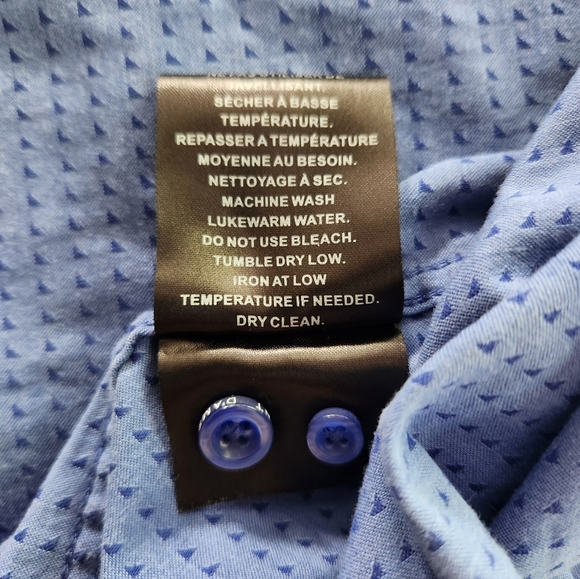 JAVELLISANT.
SÉCHER À BASSE
TEMPÉRATURE.
REPASSER A TEMPÉRATURE
MOYENNE AU BESOIN.
NETTOYAGE À SEC.
MACHINE WASH
LUKEWARM WATER.
DO NOT USE BLEACH.
TUMBLE DRY LOW.
IRON AT LOW
TEMPERATURE IF NEEDED.
DRY CLEAN.